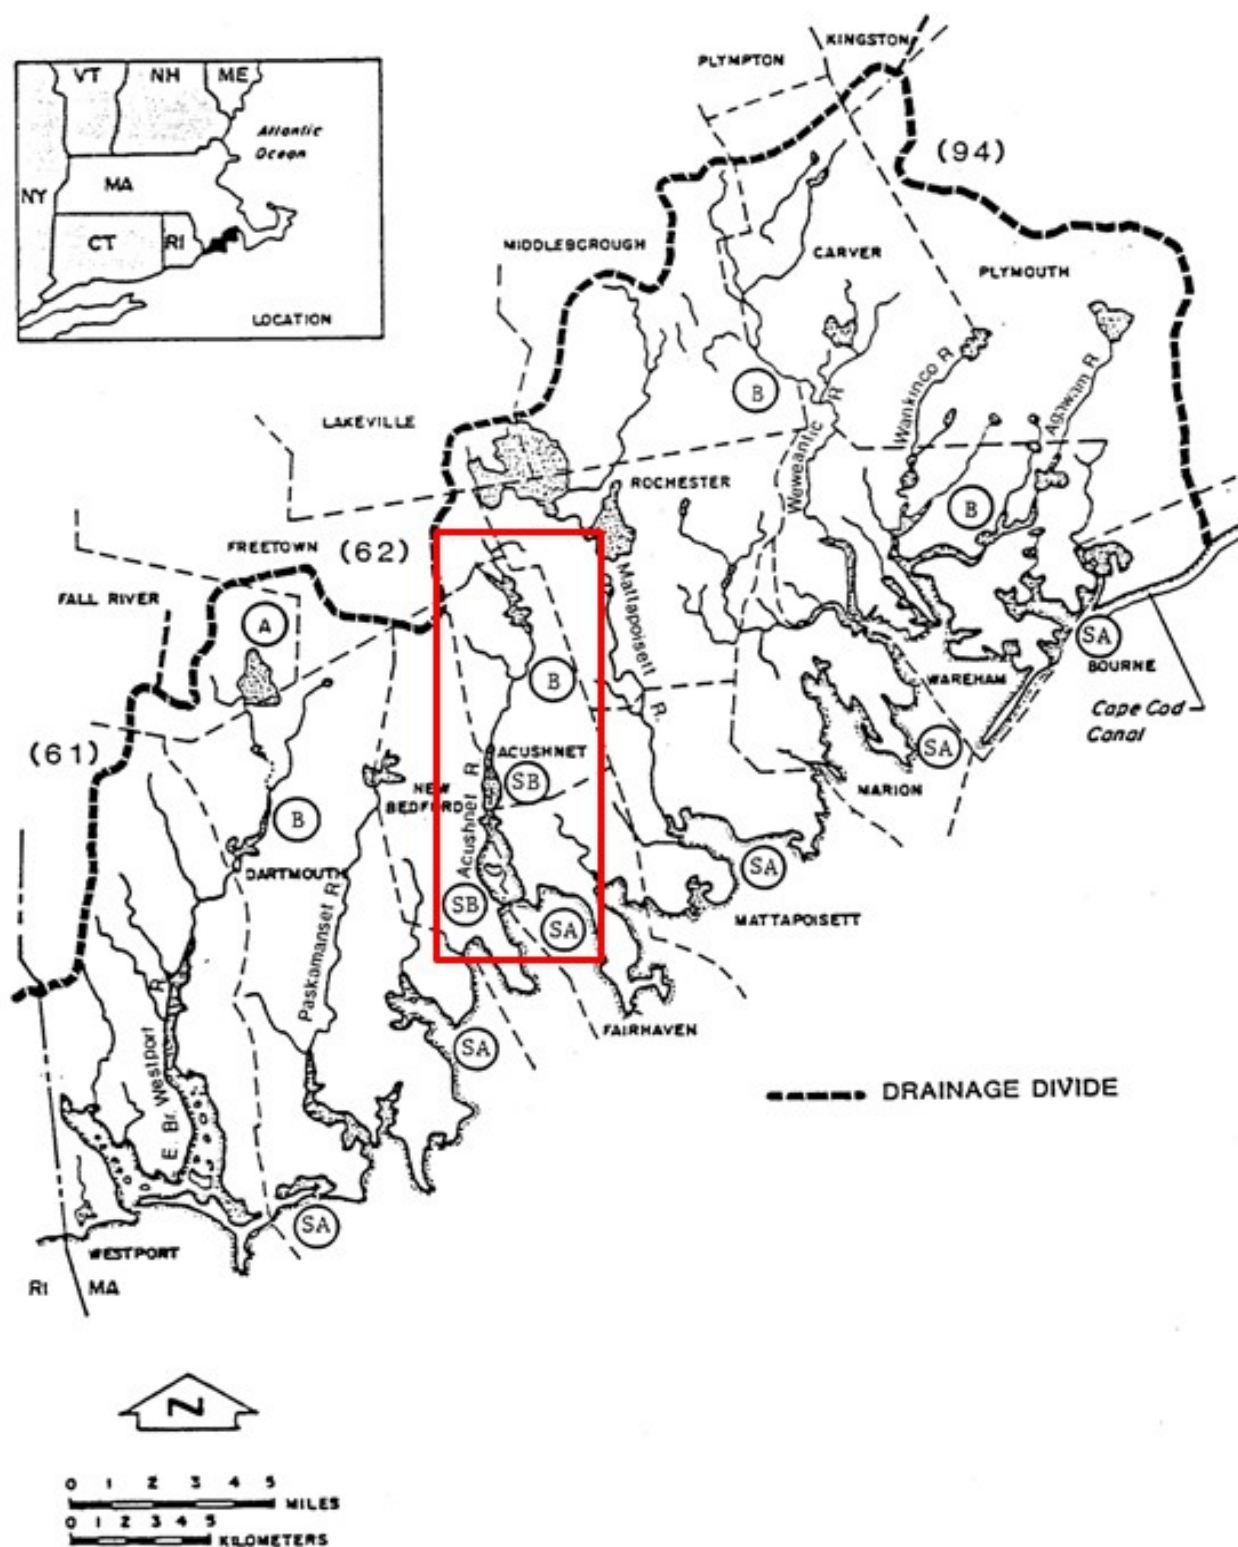 KINGSTON
PLYMPTON
VT
NH
ME
Atlantic
Ocean
NY
MA
CT
RI
LOCATION
(94)
MIDDLEBOROUGH
CARVER
PLYMOUTH
B
Wankinco R
Agawam R
Weweantic R
LAKEVILLE
ROCHESTER
B
FREETOWN
(62)
FALL RIVER
A
Mattapoisett R.
SA
BOURNE
B
WAREHAM
Cape Cod
Canal
(61)
ACUSHNET
SA
MARION
NEW
BEDFORD
SB
Acushnet R
B
DARTMOUTH
SA
SB
MATTAPOISETT
SA
Paskamanset R
FAIRHAVEN
SA
E. Br. Westport R
DRAINAGE DIVIDE
SA
WESTPORT
RI
MA
N
0 1 2 3 4 5
MILES
0 1 2 3 4 5
KILOMETERS